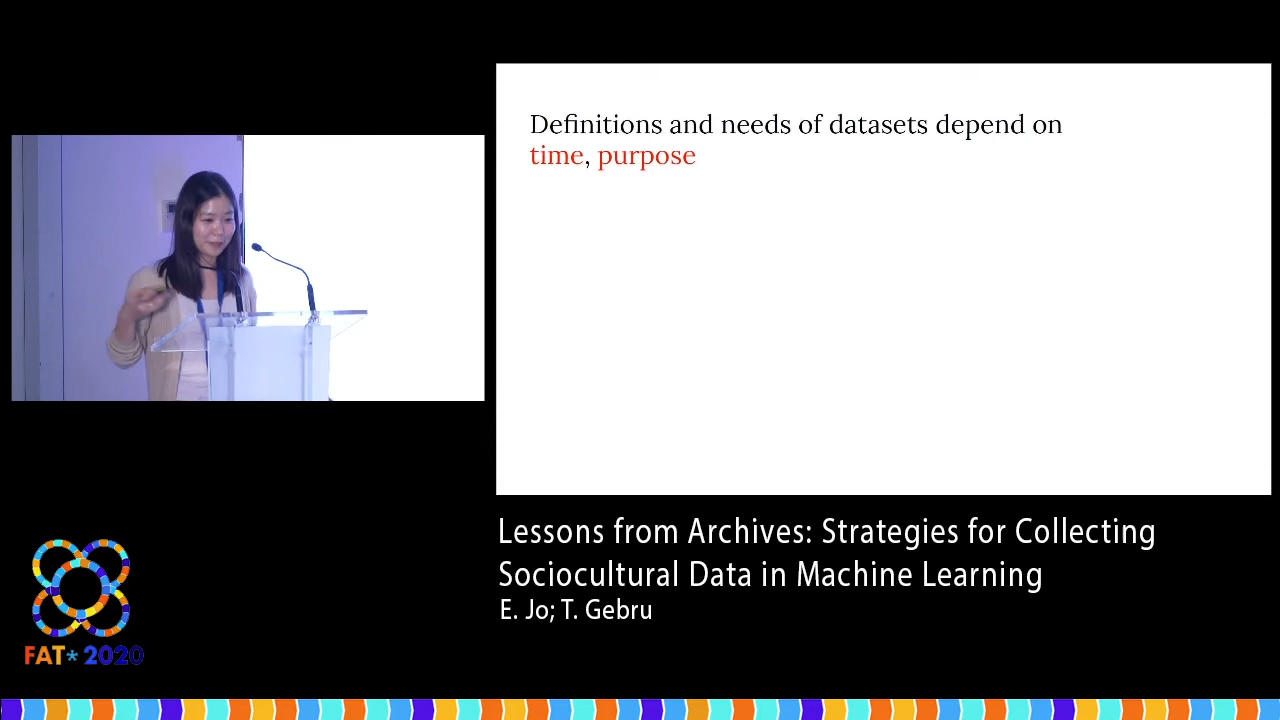 Definitions and needs of datasets depend on
time, purpose
Lessons from Archives: Strategies for Collecting
Sociocultural Data in Machine Learning
E. Jo; T. Gebru
FAT* 2020